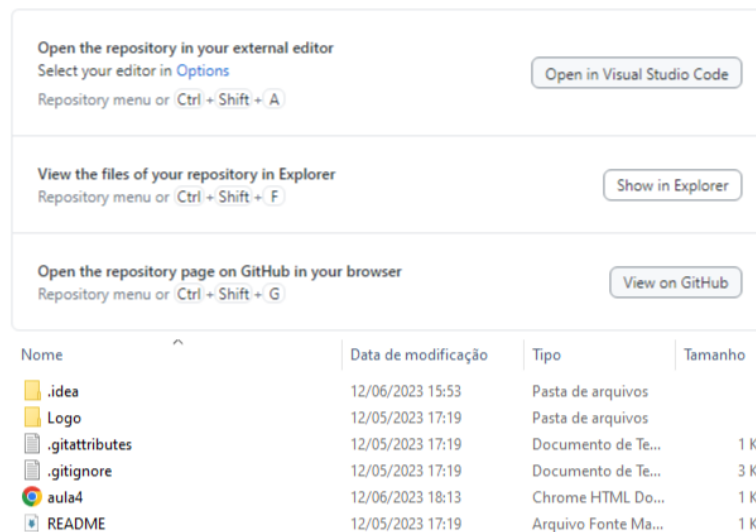 Open the repository in your external editor
Select your editor in Options
Open in Visual Studio Code
Repository menu or Ctrl + Shift + A
View the files of your repository in Explorer
Show in Explorer
Repository menu or Ctrl + Shift + F
Open the repository page on GitHub in your browser
View on GitHub
Repository menu or Ctrl + Shift + G
Nome Data de modificação Tipo Tamanho
.idea 12/06/2023 15:53 Pasta de arquivos
Logo 12/05/2023 17:19 Pasta de arquivos
.gitattributes 12/05/2023 17:19 Documento de Te... 1 K
.gitignore 12/05/2023 17:19 Documento de Te... 3 K
aula4 12/06/2023 18:13 Chrome HTML Do... 1 K
README 12/05/2023 17:19 Arquivo Fonte Ma... 1 K